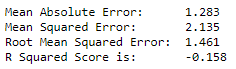 Mean Absolute Error: 1.283
Mean Squared Error: 2.135
Root Mean Squared Error: 1.461
R Squared Score is: -0.158